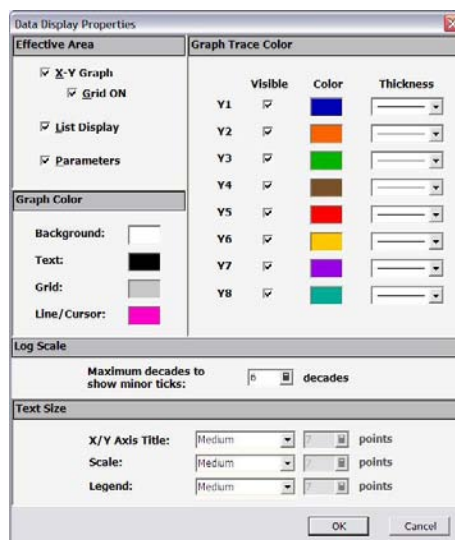 Data Display Properties
Effective Area
X-Y Graph
Grid ON
List Display
Parameters
Graph Color
Background:
Text:
Grid:
Line/Cursor:
Graph Trace Color
Visible Color Thickness
Y1
Y2
Y3
Y4
Y5
Y6
Y7
Y8
Log Scale
Maximum decades to
show minor ticks:
6 decades
Text Size
X/Y Axis Title: Medium 7 points
Scale: Medium 7 points
Legend: Medium 7 points
OK Cancel